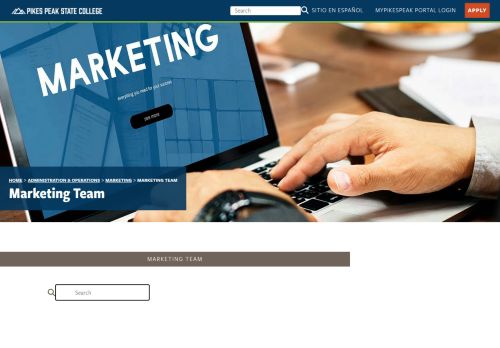 PIKES PEAK STATE COLLEGE
Search
SITIO EN ESPAÑOL
MYPIKESPEAK PORTAL LOGIN
APPLY
MARKETING
everything you need for your success
see more
HOME > ADMINISTRATION & OPERATIONS > MARKETING > MARKETING TEAM
Marketing Team
MARKETING TEAM
Search